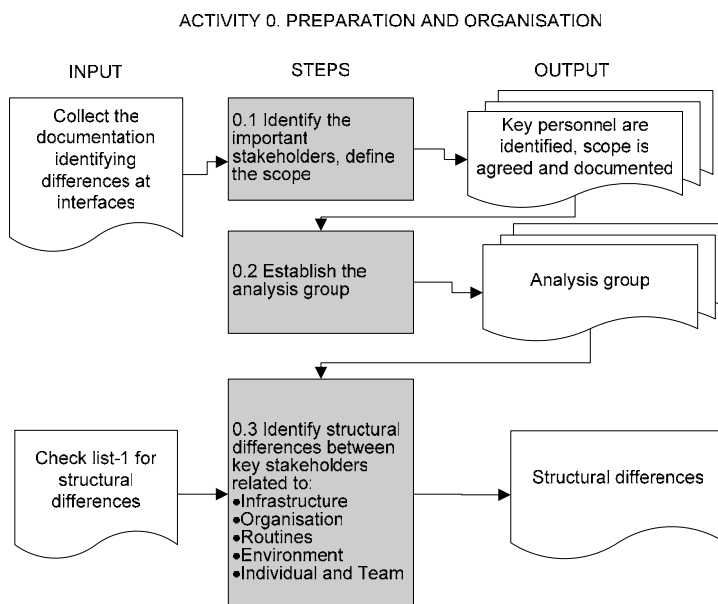 ACTIVITY 0. PREPARATION AND ORGANISATION
INPUT
STEPS
OUTPUT
Collect the
documentation
identifying
differences at
interfaces
0.1 Identify the
important
stakeholders, define
the scope
Key personnel are
identified, scope is
agreed and documented
0.2 Establish the
analysis group
Analysis group
Check list-1 for
structural
differences
0.3 Identify structural
differences between
key stakeholders
related to:
●Infrastructure
●Organisation
●Routines
●Environment
●Individual and Team
Structural differences